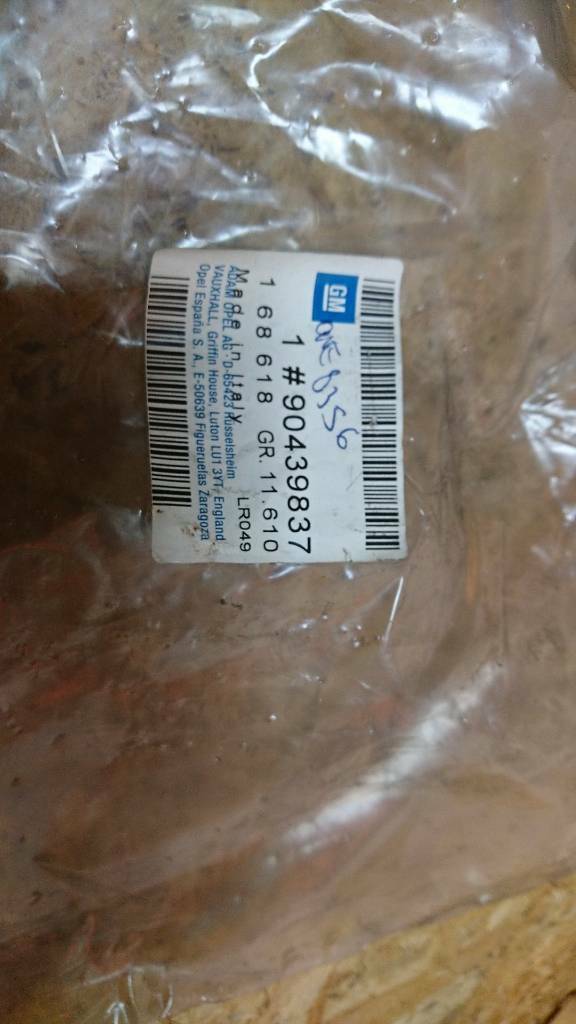 GM
1 #90439837
1 68 618 GR. 11.610
Made in Italy LR049
ADAM OPEL AG · D-65423 Rüsselsheim
VAUXHALL, Griffin House, Luton LU1 3YT, England
Opel España S. A., E-50639 Figueruelas Zaragoza